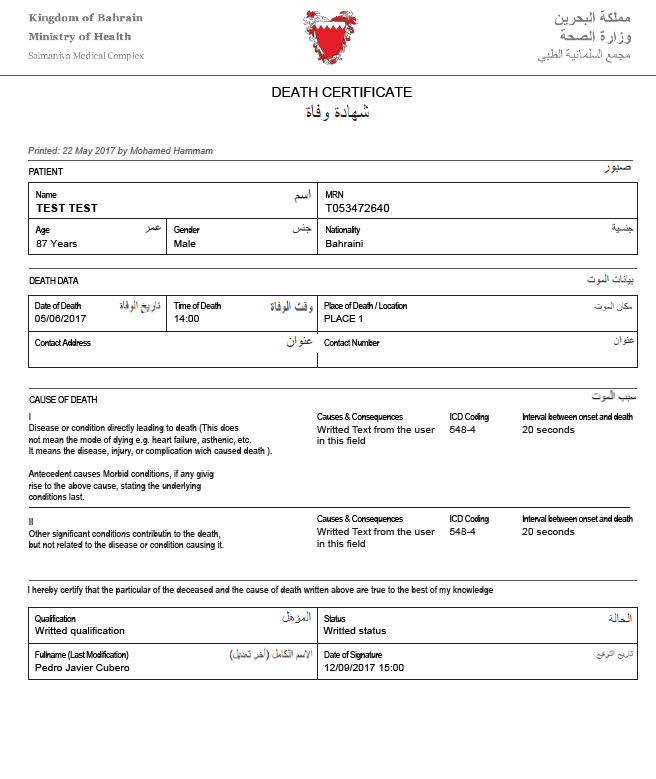 Kingdom of Bahrain
مملكة البحرين
Ministry of Health
وزارة الصحة
Salmaniya Medical Complex
مجمع السلمانية الطبي
DEATH CERTIFICATE
شهادة وفاة
Printed: 22 May 2017 by Mohamed Hammam
PATIENT صبور
Name اسم MRN
TEST TEST T053472640
Age عمر Gender جنس Nationality جنسية
87 Years Male Bahraini
DEATH DATA بيانات الموت
Date of Death تاريخ الوفاة Time of Death وقت الوفاة Place of Death / Location مكان الموت
05/06/2017 14:00 PLACE 1
Contact Address عنوان Contact Number عنوان
CAUSE OF DEATH سبب الموت
I
Disease or condition directly leading to death (This does
not mean the mode of dying e.g. heart failure, asthenic, etc.
It means the disease, injury, or complication wich caused death ).
Antecedent causes Morbid conditions, if any givig
rise to the above cause, stating the underlying
conditions last.
Causes & Consequences ICD Coding Interval between onset and death
Writted Text from the user 548-4 20 seconds
in this field
II
Other significant conditions contributin to the death,
but not related to the disease or condition causing it.
Causes & Consequences ICD Coding Interval between onset and death
Writted Text from the user 548-4 20 seconds
in this field
I hereby certify that the particular of the deceased and the cause of death written above are true to the best of my knowledge
Qualification المؤهل Status الحالة
Writted qualification Writted status
Fullname (Last Modification) الاسم الكامل (آخر تعديل) Date of Signature تاريخ التوقيع
Pedro Javier Cubero 12/09/2017 15:00